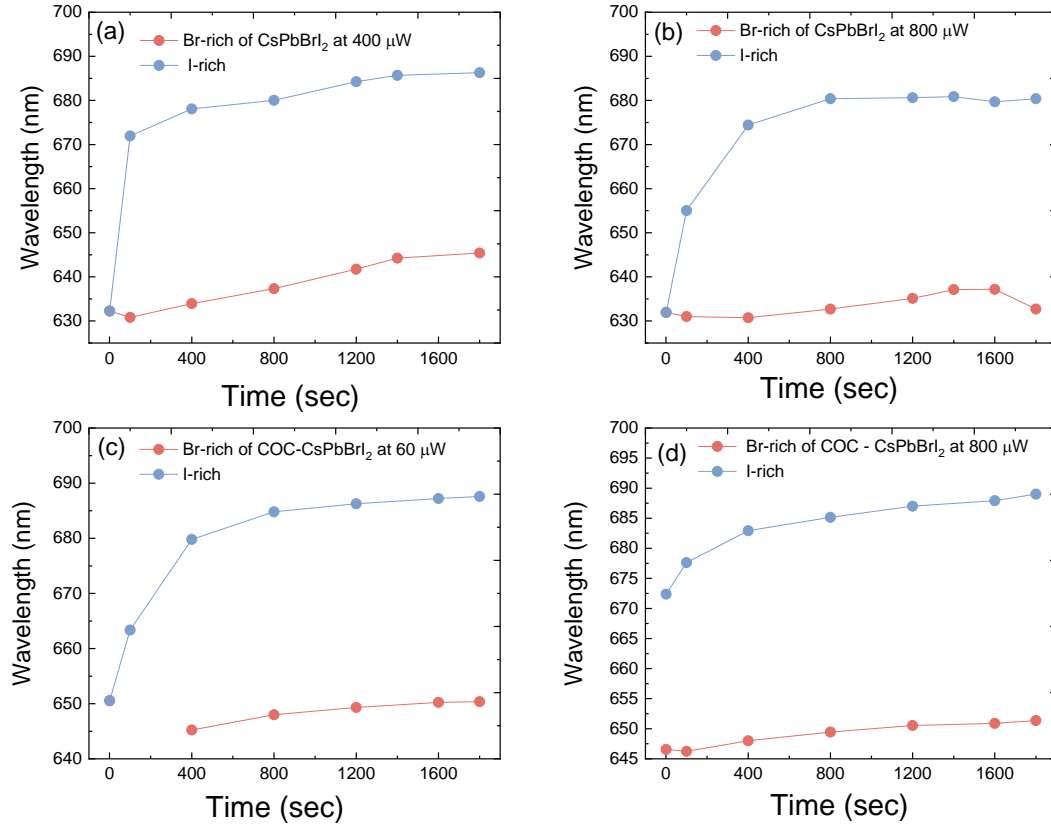 (a)
Br-rich of CsPbBrI₂ at 400 μW
I-rich
700
690
680
670
660
650
640
630
Wavelength (nm)
0 400 800 1200 1600
Time (sec)
(b)
Br-rich of CsPbBrI₂ at 800 μW
I-rich
700
690
680
670
660
650
640
630
Wavelength (nm)
0 400 800 1200 1600
Time (sec)
(c)
Br-rich of COC-CsPbBrI₂ at 60 μW
I-rich
700
690
680
670
660
650
640
Wavelength (nm)
0 400 800 1200 1600
Time (sec)
(d)
Br-rich of COC - CsPbBrI₂ at 800 μW
I-rich
700
695
690
685
680
675
670
665
660
655
650
645
Wavelength (nm)
0 400 800 1200 1600
Time (sec)